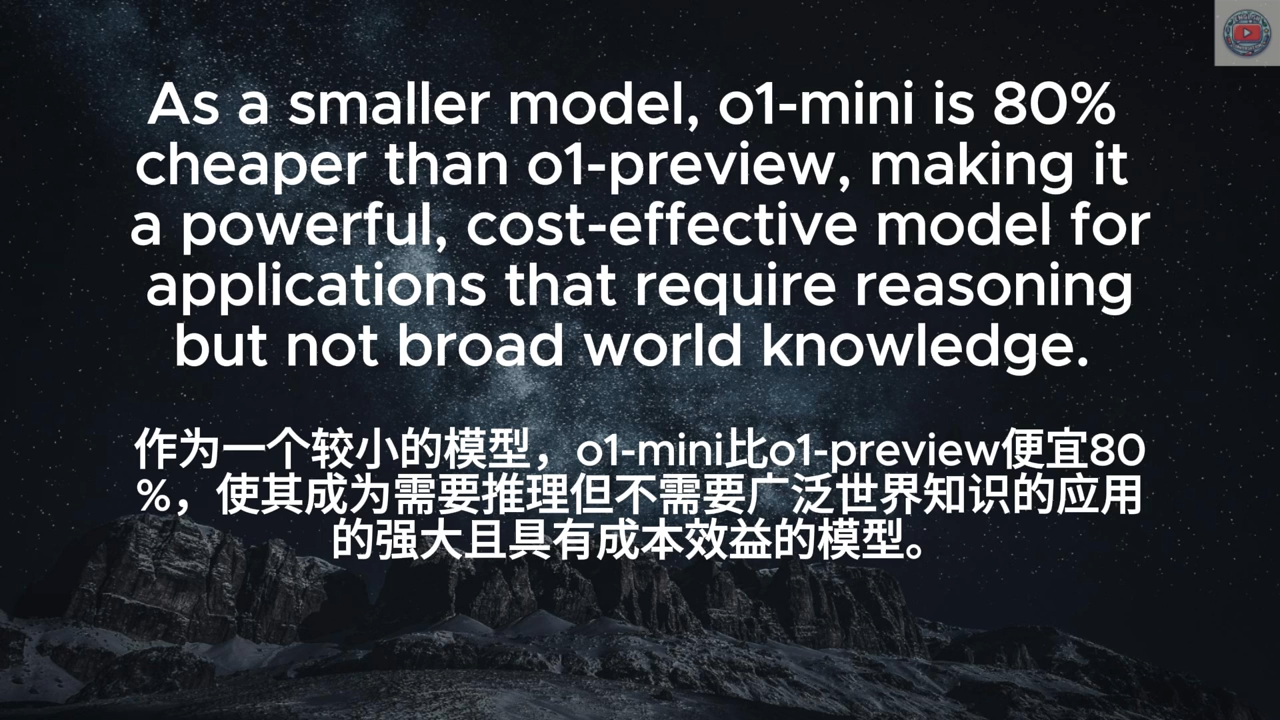 As a smaller model, o1-mini is 80%
cheaper than o1-preview, making it
a powerful, cost-effective model for
applications that require reasoning
but not broad world knowledge.
作为一个较小的模型，o1-mini比o1-preview便宜80
%，使其成为需要推理但不需要广泛世界知识的应用
的强大且具有成本效益的模型。